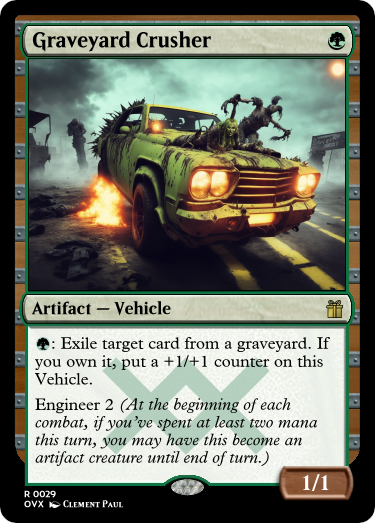 Graveyard Crusher
Artifact — Vehicle
: Exile target card from a graveyard. If
you own it, put a +1/+1 counter on this
Vehicle.
Engineer 2 (At the beginning of each
combat, if you've spent at least two mana
this turn, you may have this become an
artifact creature until end of turn.)
1/1
R 0029
OVX Clement Paul